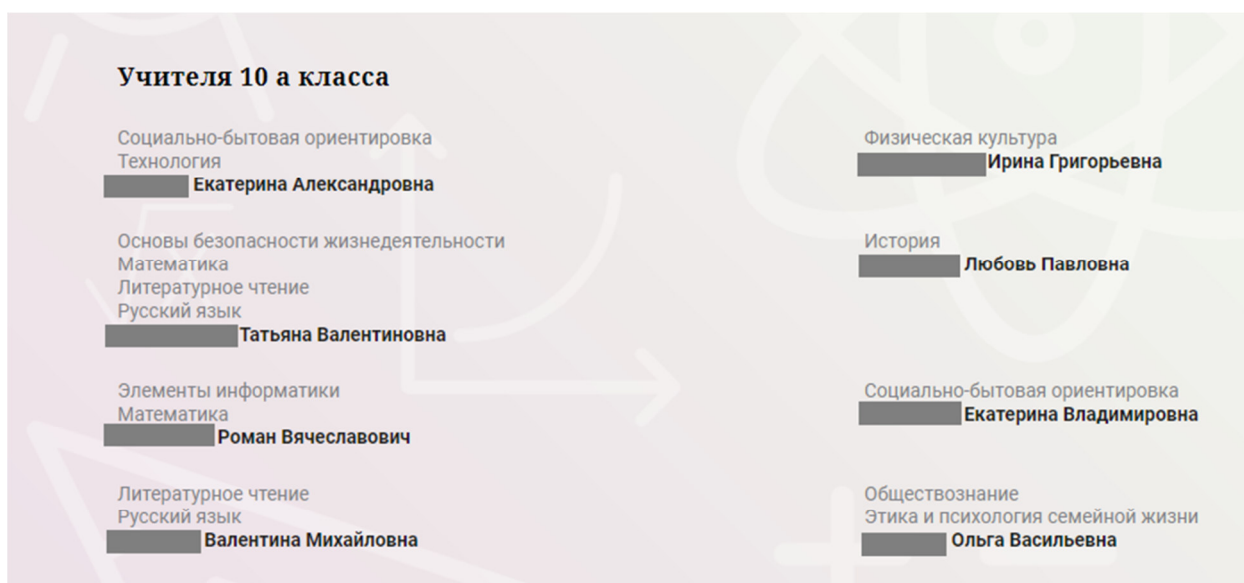 Учителя 10 а класса
Социально-бытовая ориентировка
Технология
Екатерина Александровна
Основы безопасности жизнедеятельности
Математика
Литературное чтение
Русский язык
Татьяна Валентиновна
Элементы информатики
Математика
Роман Вячеславович
Литературное чтение
Русский язык
Валентина Михайловна
Физическая культура
Ирина Григорьевна
История
Любовь Павловна
Социально-бытовая ориентировка
Екатерина Владимировна
Обществознание
Этика и психология семейной жизни
Ольга Васильевна